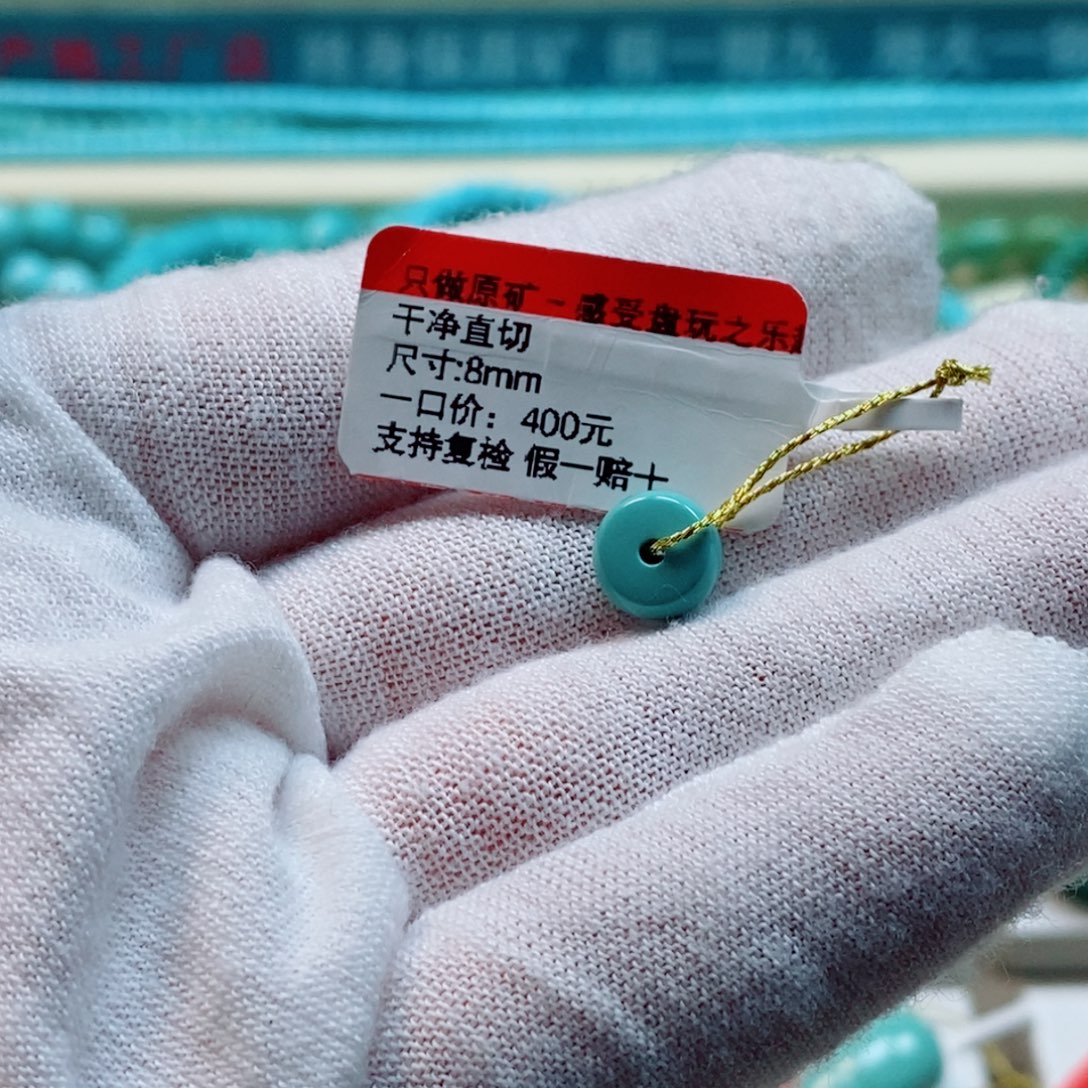 只做原矿 - 感受盘玩之乐
干净直切
尺寸:8mm
一口价：400元
支持复检 假一赔十